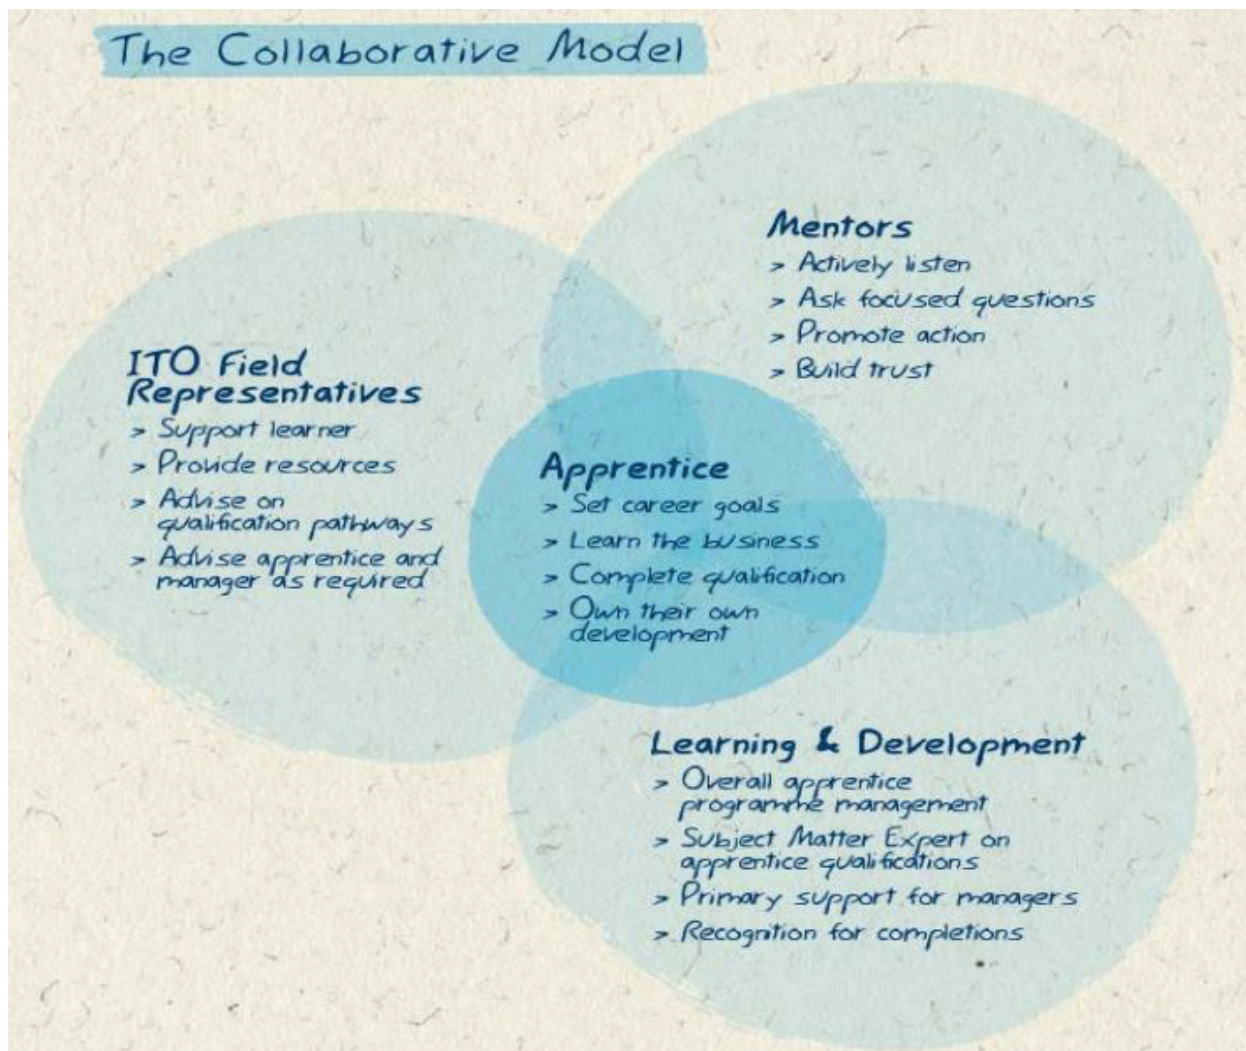 The Collaborative Model
Mentors
> Actively listen
> Ask focused questions
> Promote action
> Build trust
ITO Field
Representatives
> Support learner
> Provide resources
> Advise on
qualification pathways
> Advise apprentice and
manager as required
Apprentice
> Set career goals
> Learn the business
> Complete qualification
> Own their own
development
Learning & Development
> Overall apprentice
programme management
> Subject Matter Expert on
apprentice qualifications
> Primary support for managers
> Recognition for completions